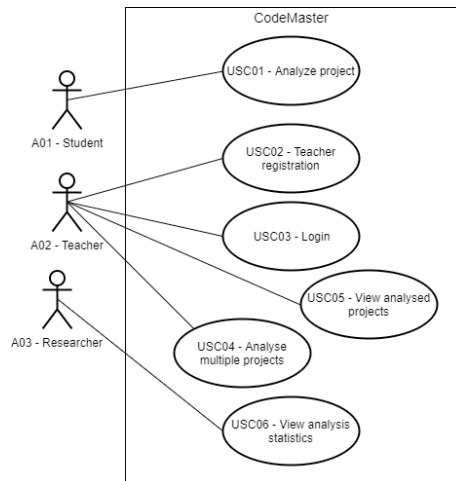 CodeMaster
USC01 - Analyze project
A01 - Student
USC02 - Teacher
registration
A02 - Teacher
USC03 - Login
USC05 - View analysed
projects
A03 - Researcher
USC04 - Analyse
multiple projects
USC06 - View analysis
statistics